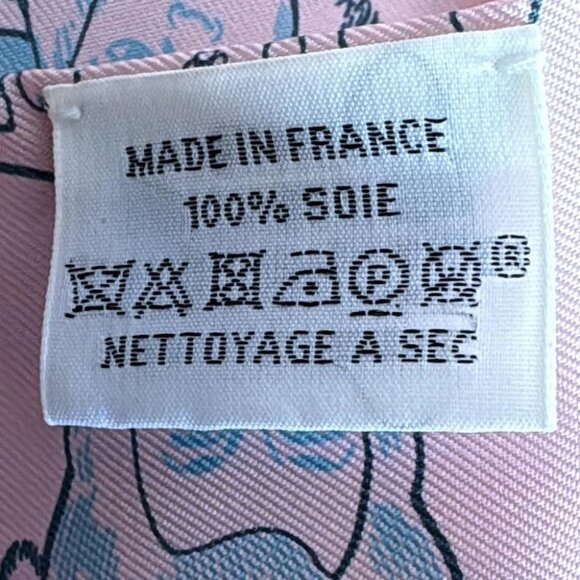 MADE IN FRANCE
100% SOIE
P ®
NETTOYAGE A SEC